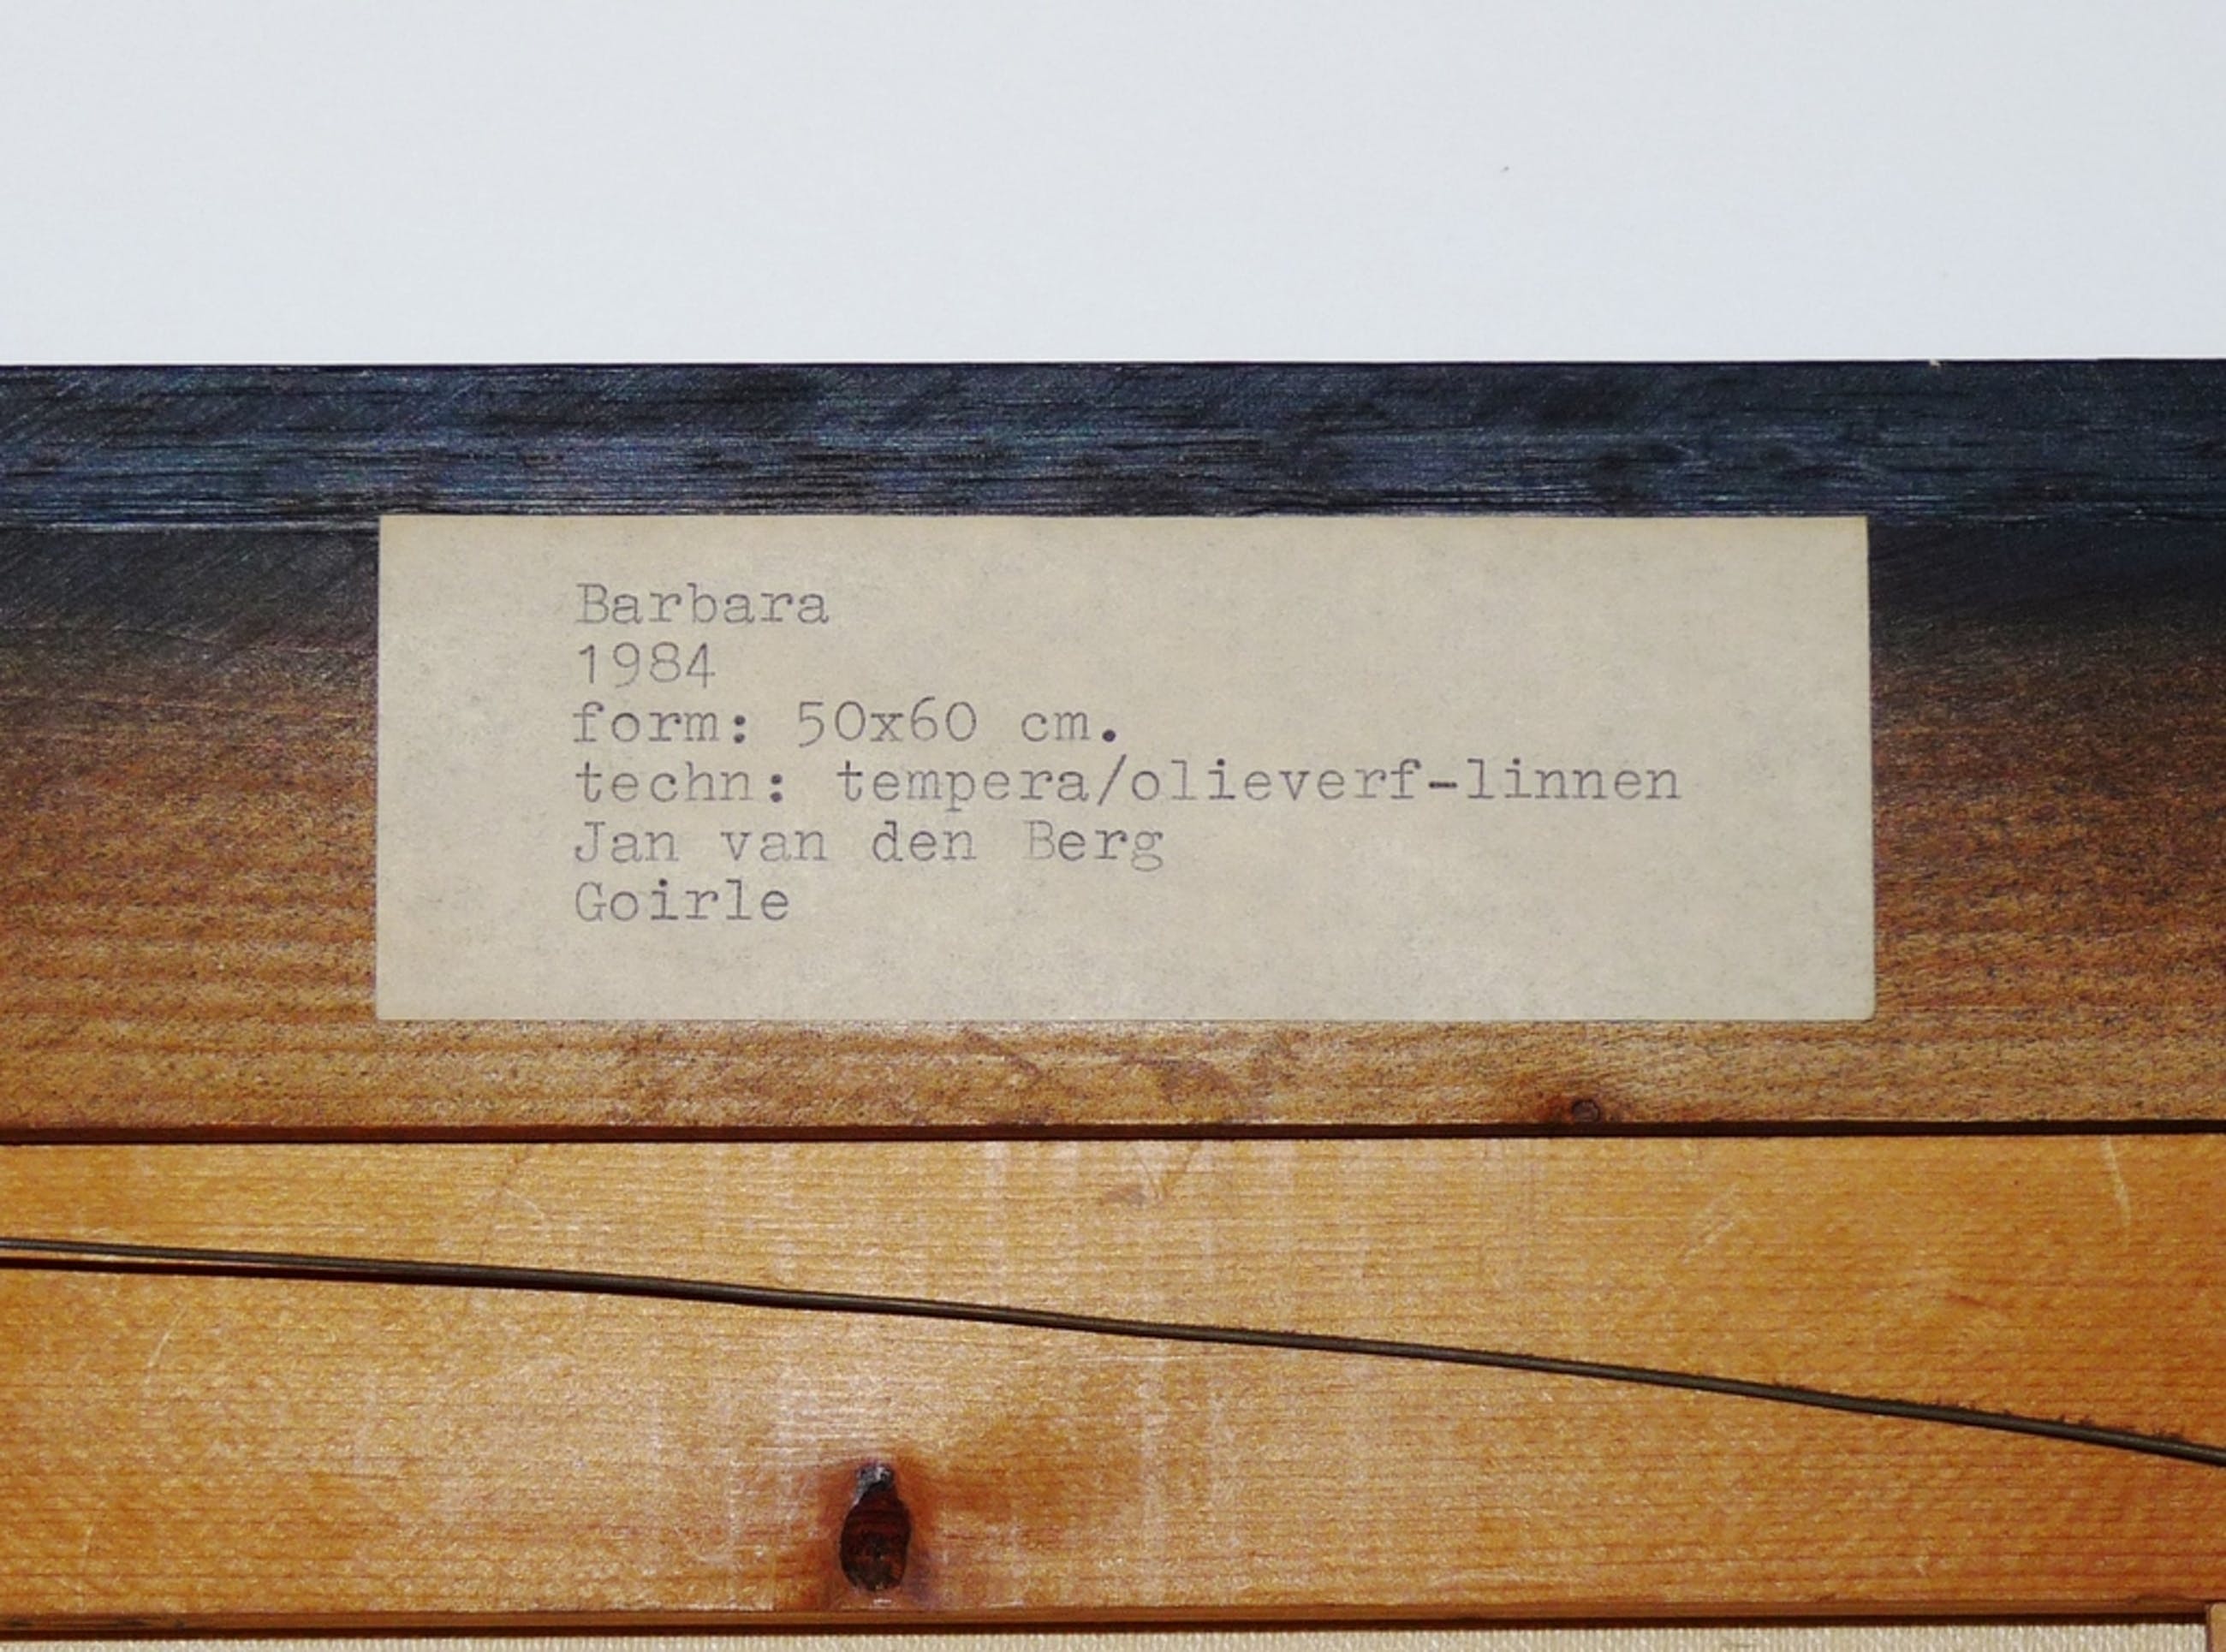 Barbara
1984
form: 50x60 cm.
techn: tempera/olieverf-linnen
Jan van den Berg
Goirle